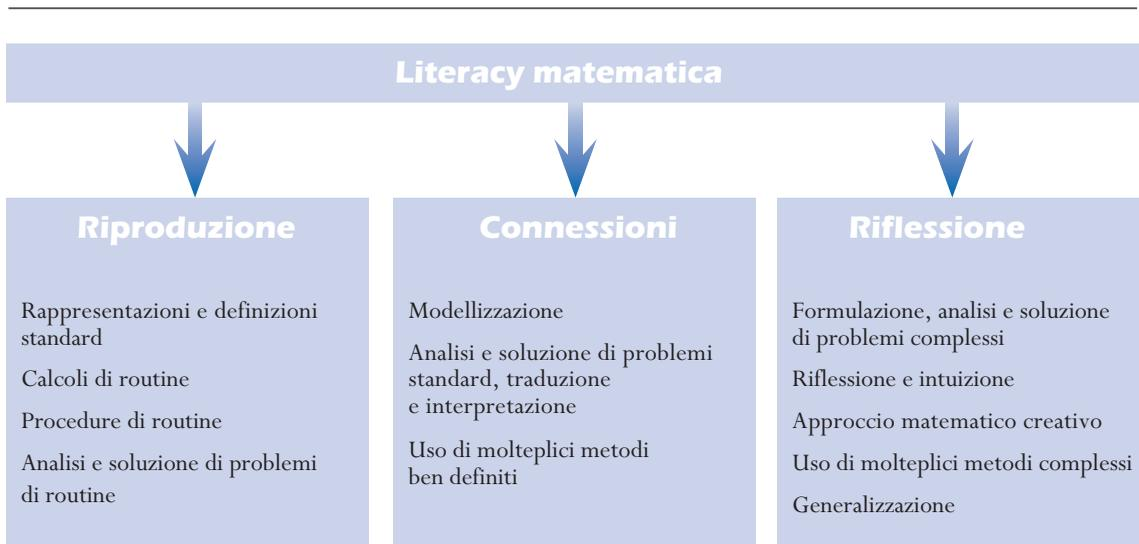 Literacy matematica
Riproduzione
Rappresentazioni e definizioni
standard
Calcoli di routine
Procedure di routine
Analisi e soluzione di problemi
di routine
Connessioni
Modellizzazione
Analisi e soluzione di problemi
standard, traduzione
e interpretazione
Uso di molteplici metodi
ben definiti
Riflessione
Formulazione, analisi e soluzione
di problemi complessi
Riflessione e intuizione
Approccio matematico creativo
Uso di molteplici metodi complessi
Generalizzazione